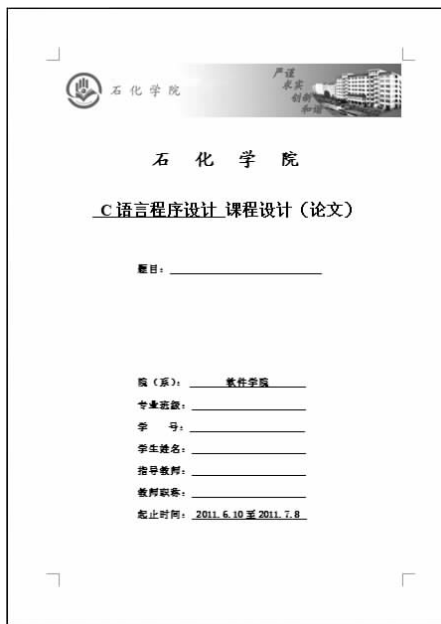 石化学院
严谨
求实
创新
和谐
石 化 学 院
C 语言程序设计 课程设计（论文）
题目：
院（系）： 软件学院
专业班级：
学 号：
学生姓名：
指导教师：
教师职称：
起止时间： 2011.6.10 至 2011.7.8